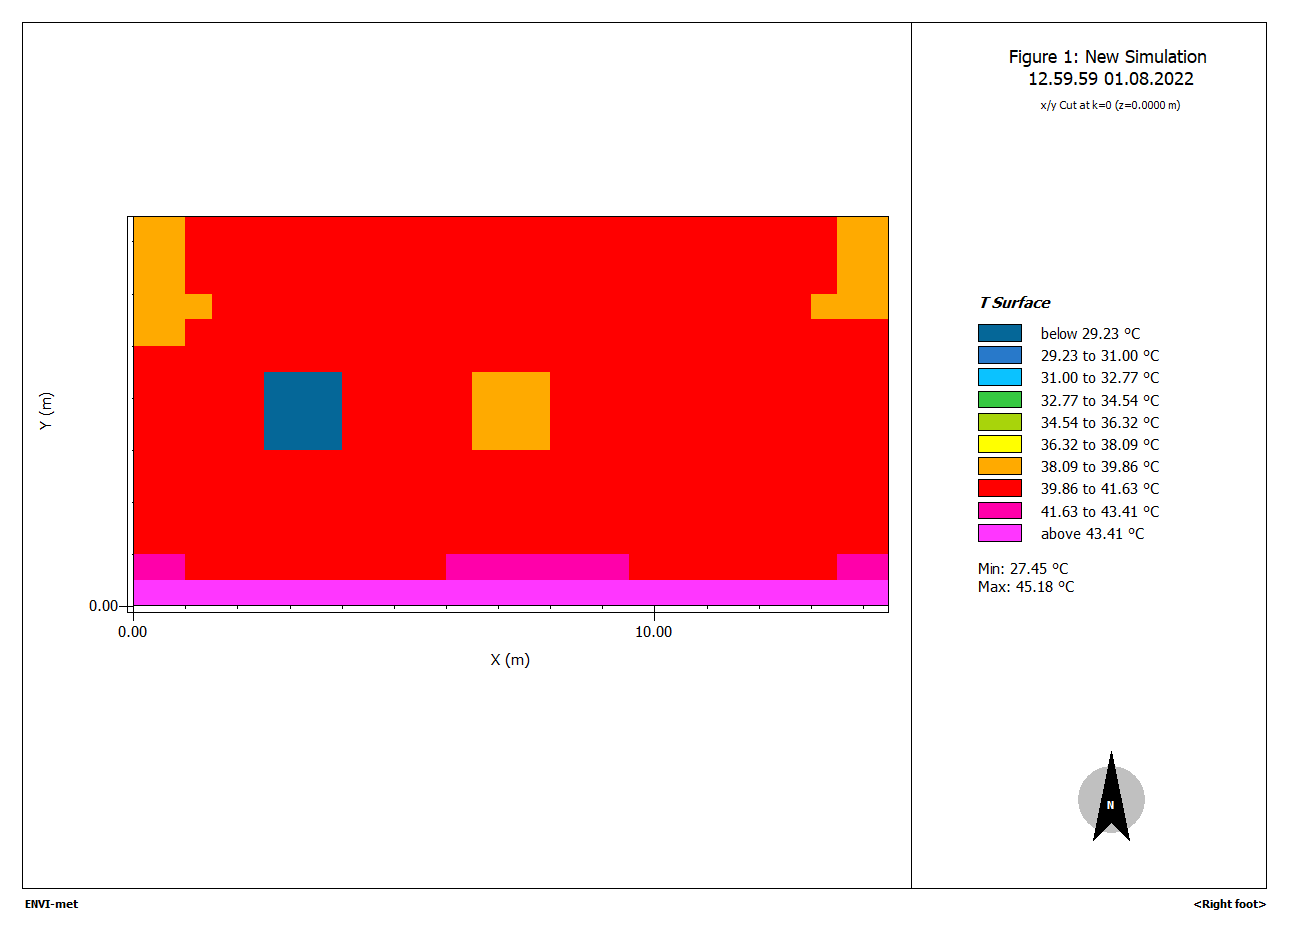 Figure 1: New Simulation
12.59.59 01.08.2022
x/y Cut at k=0 (z=0.0000 m)
T Surface
below 29.23 °C
29.23 to 31.00 °C
31.00 to 32.77 °C
32.77 to 34.54 °C
34.54 to 36.32 °C
36.32 to 38.09 °C
38.09 to 39.86 °C
39.86 to 41.63 °C
41.63 to 43.41 °C
above 43.41 °C
Min: 27.45 °C
Max: 45.18 °C
Y (m)
0.00
0.00
10.00
X (m)
N
ENVI-met
<Right foot>